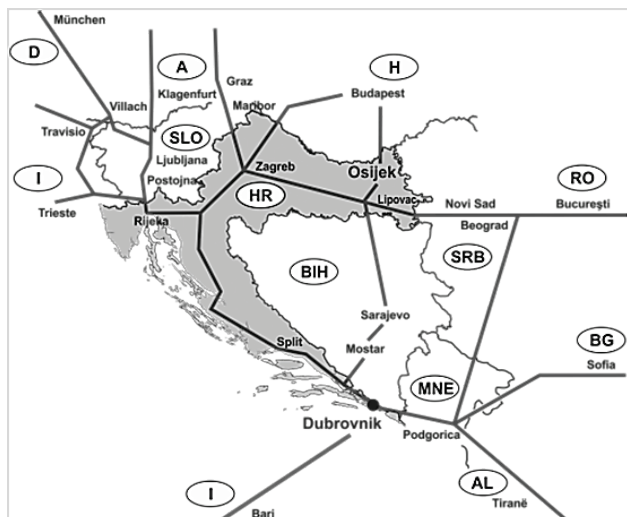 München
D
A
H
Graz
Klagenfurt
Budapest
Villach
Maribor
Travisio
SLO
Ljubljana
Zagreb
Osijek
I
Postojna
HR
Lipovac
RO
Trieste
Rijeka
Novi Sad
Bucureşti
Beograd
BIH
SRB
Sarajevo
Split
Mostar
BG
Sofia
MNE
Dubrovnik
Podgorica
AL
I
Bari
Tiranë